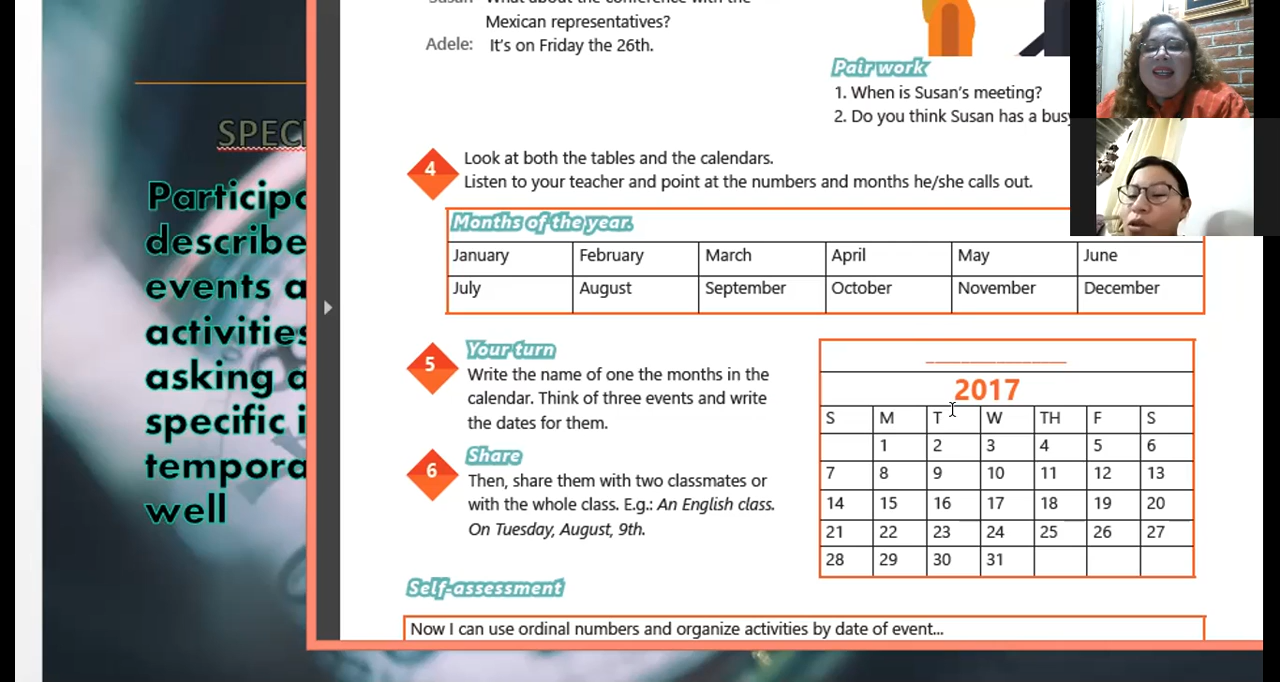 What about the conference with the
Mexican representatives?
Adele: It's on Friday the 26th.
Pair work
1. When is Susan's meeting?
2. Do you think Susan has a
SPEC
Participa
describe
events a
activities
asking a
specific i
tempora
well
4
Look at both the tables and the calendars.
Listen to your teacher and point at the numbers and months he/she calls out.
Months of the year.
January February March April May June
July August September October November December
5
Your turn
Write the name of one the months in the
calendar. Think of three events and write
the dates for them.
6
Share
Then, share them with two classmates or
with the whole class. E.g.: An English class.
On Tuesday, August, 9th.
2017
S M T W TH F S
1 2 3 4 5 6
7 8 9 10 11 12 13
14 15 16 17 18 19 20
21 22 23 24 25 26 27
28 29 30 31
Self-assessment
Now I can use ordinal numbers and organize activities by date of event...